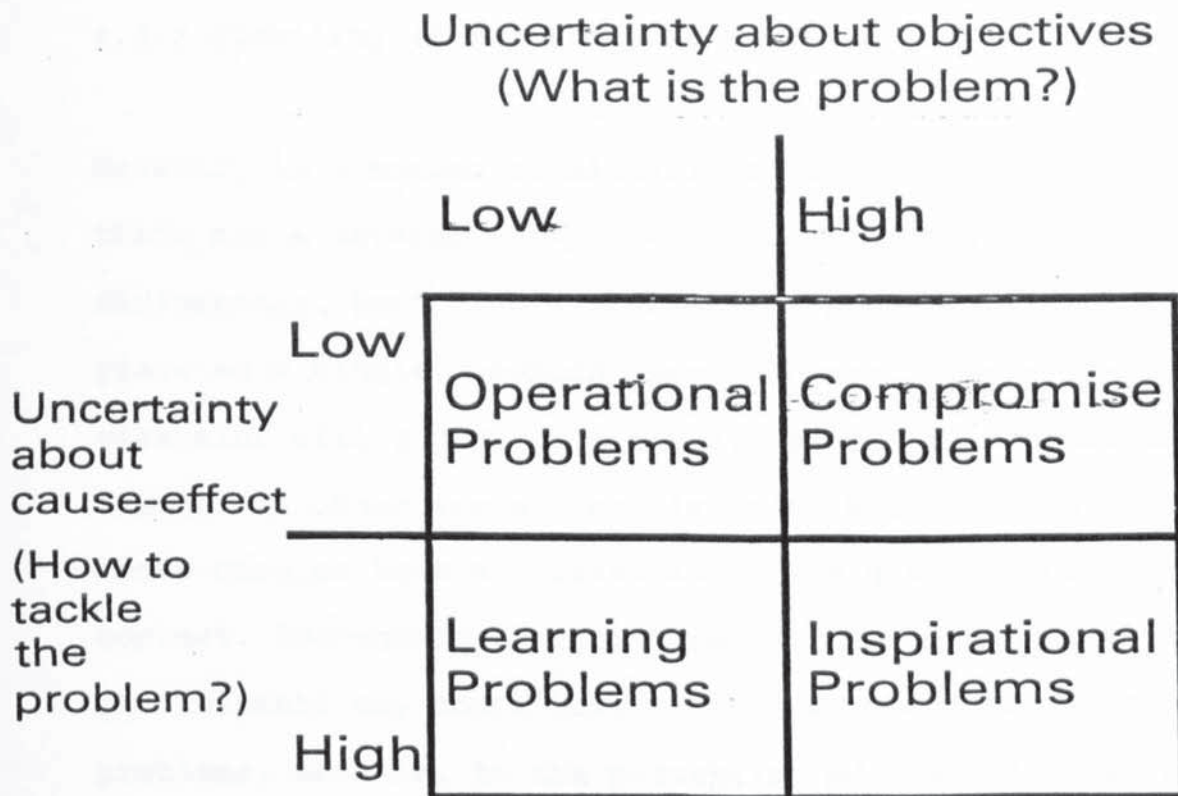 Uncertainty about objectives
(What is the problem?)
Low High
Low
Uncertainty
about
cause-effect
(How to
tackle
the
problem?)
High
Operational
Problems
Compromise
Problems
Learning
Problems
Inspirational
Problems